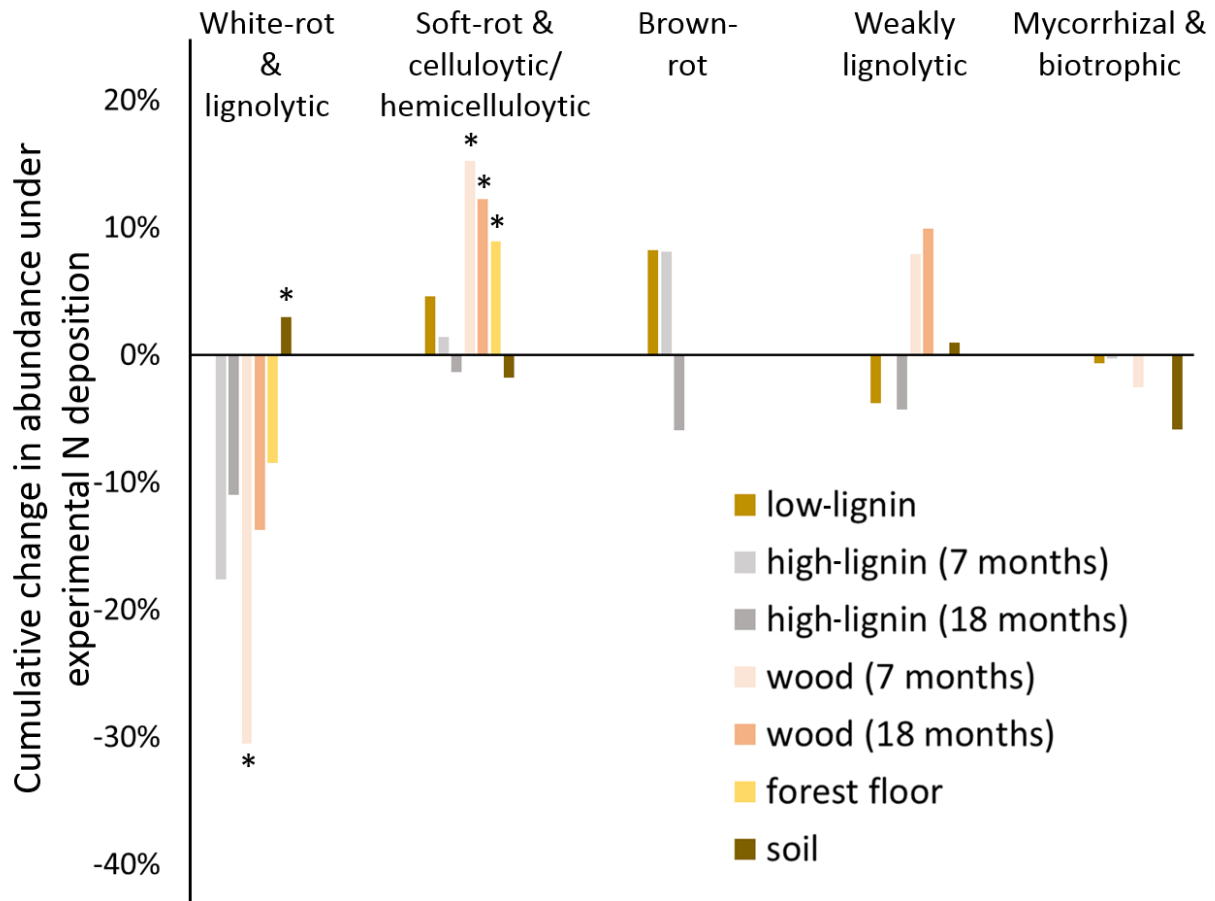 White-rot
&
lignolytic
Soft-rot &
celluloytic/
hemicelluloytic
Brown-
rot
Weakly
lignolytic
Mycorrhizal &
biotrophic
Cumulative change in abundance under
experimental N deposition
20%
10%
0%
-10%
-20%
-30%
-40%
*
*
*
*
*
low-lignin
high-lignin (7 months)
high-lignin (18 months)
wood (7 months)
wood (18 months)
forest floor
soil